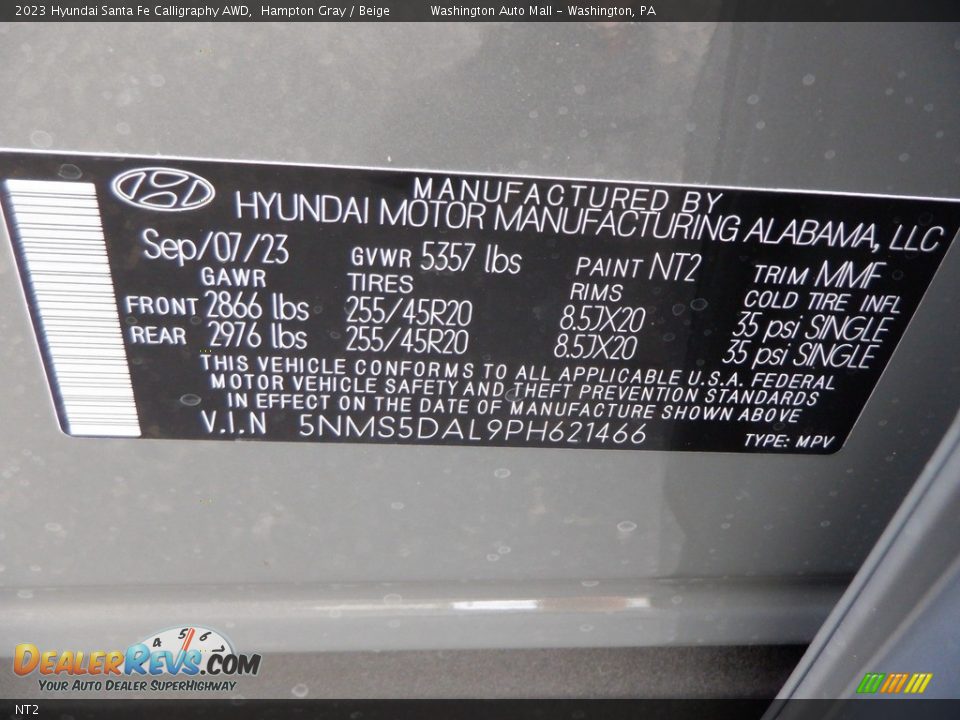 2023 Hyundai Santa Fe Calligraphy AWD, Hampton Gray / Beige Washington Auto Mall - Washington, PA
MANUFACTURED BY
HYUNDAI MOTOR MANUFACTURING ALABAMA, LLC
Sep/07/23 GVWR 5357 lbs PAINT NT2 TRIM MMF
GAWR TIRES RIMS COLD TIRE INFL
FRONT 2866 lbs 255/45R20 8.5JX20 35 psi SINGLE
REAR 2976 lbs 255/45R20 8.5JX20 35 psi SINGLE
THIS VEHICLE CONFORMS TO ALL APPLICABLE U.S.A. FEDERAL
MOTOR VEHICLE SAFETY AND THEFT PREVENTION STANDARDS
IN EFFECT ON THE DATE OF MANUFACTURE SHOWN ABOVE
V.I.N 5NMS5DAL9PH621466 TYPE: MPV
4 5 6
DEALERREVS.COM
YOUR AUTO DEALER SUPERHIGHWAY
NT2